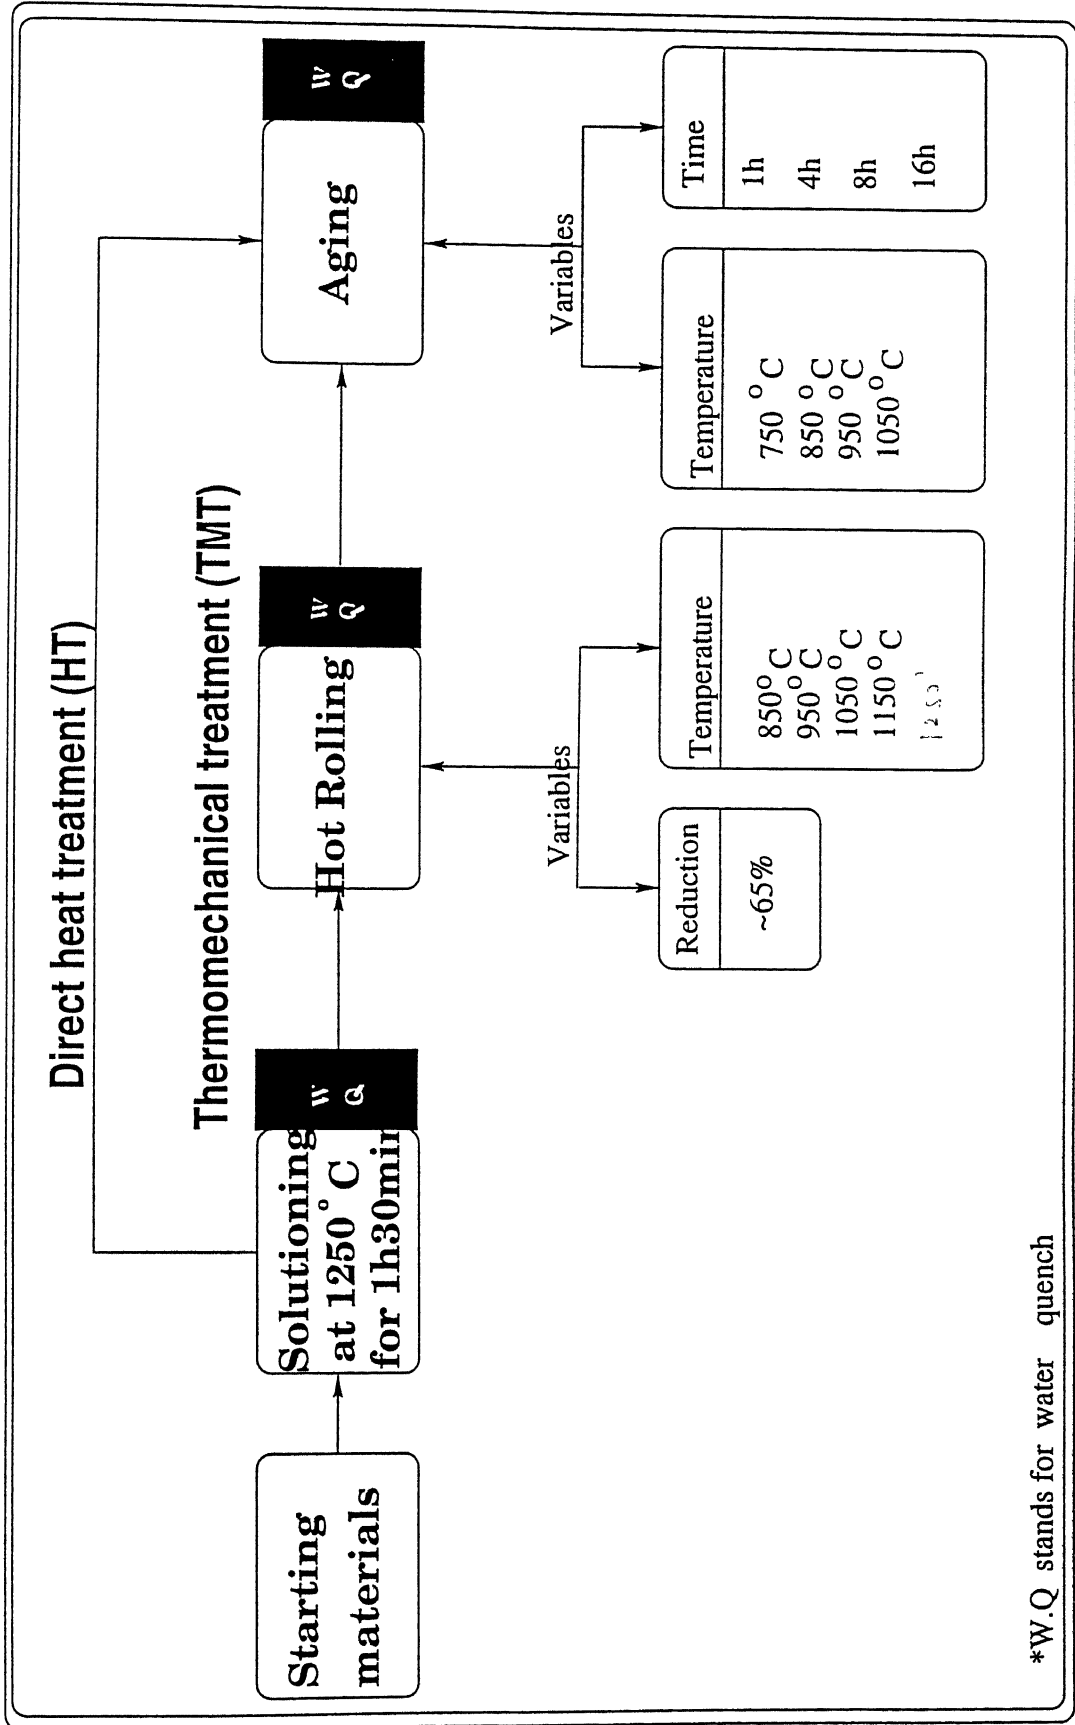 Direct heat treatment (HT)
Thermomechanical treatment (TMT)
Starting
materials
Solutioning
at 1250°C
for 1h30min
W
Q
Hot Rolling
W
Q
Aging
W
Q
Variables
Reduction
~65%
Temperature
850°C
950°C
1050°C
1150°C
Variables
Temperature
750 °C
850 °C
950 °C
1050 °C
Time
1h
4h
8h
16h
*W.Q stands for water quench